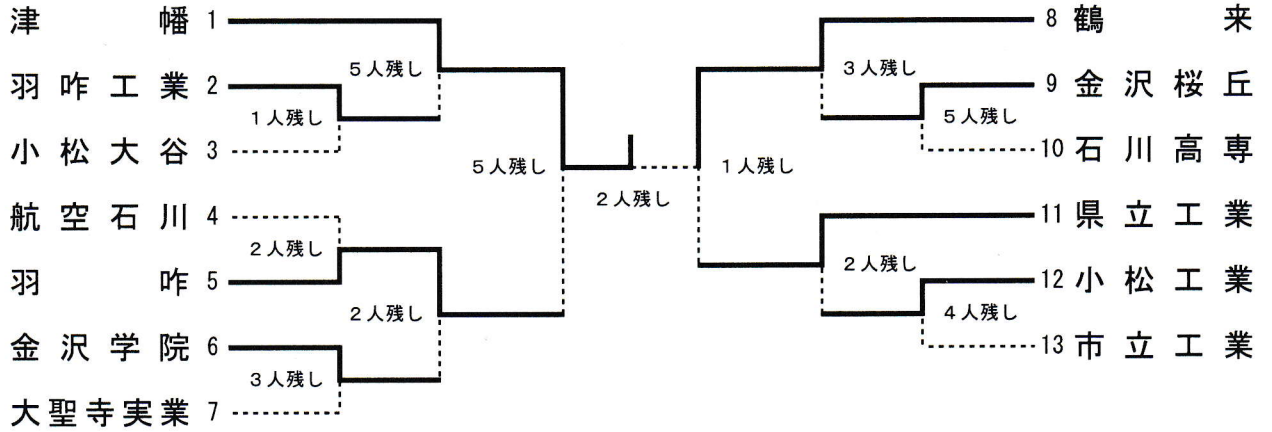 津幡 1
5人残し
羽咋工業 2
1人残し
小松大谷 3
5人残し
航空石川 4
2人残し
羽咋 5
2人残し
金沢学院 6
3人残し
大聖寺実業 7
2人残し
8 鶴来
3人残し
9 金沢桜丘
5人残し
10 石川高専
1人残し
11 県立工業
2人残し
12 小松工業
4人残し
13 市立工業